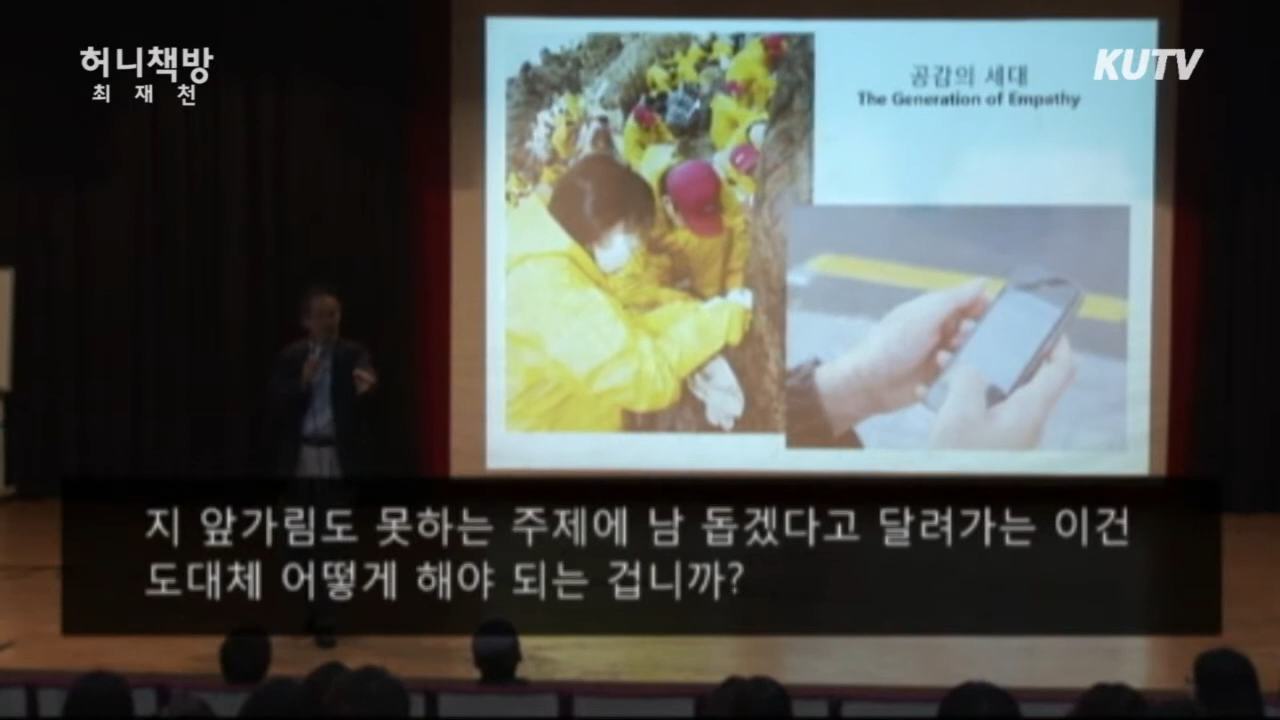 허니책방
최재천
KUTV
공감의 세대
The Generation of Empathy
지 앞가림도 못하는 주제에 남 돕겠다고 달려가는 이건
도대체 어떻게 해야 되는 겁니까?